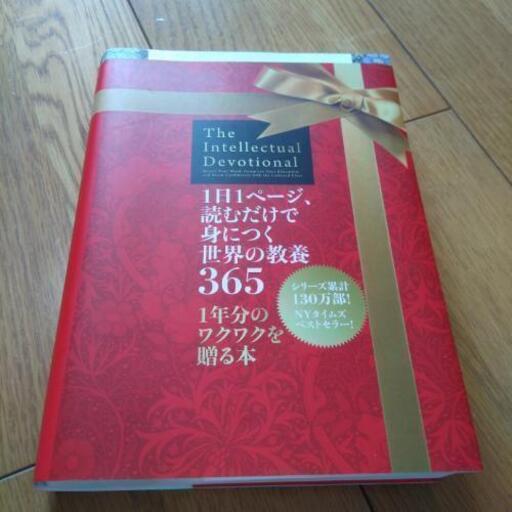 The
Intellectual
Devotional
1日1ページ、
読むだけで
身につく
世界の教養
365
1年分の
ワクワクを
贈る本
シリーズ累計
130万部!
NYタイムズ
ベストセラー!